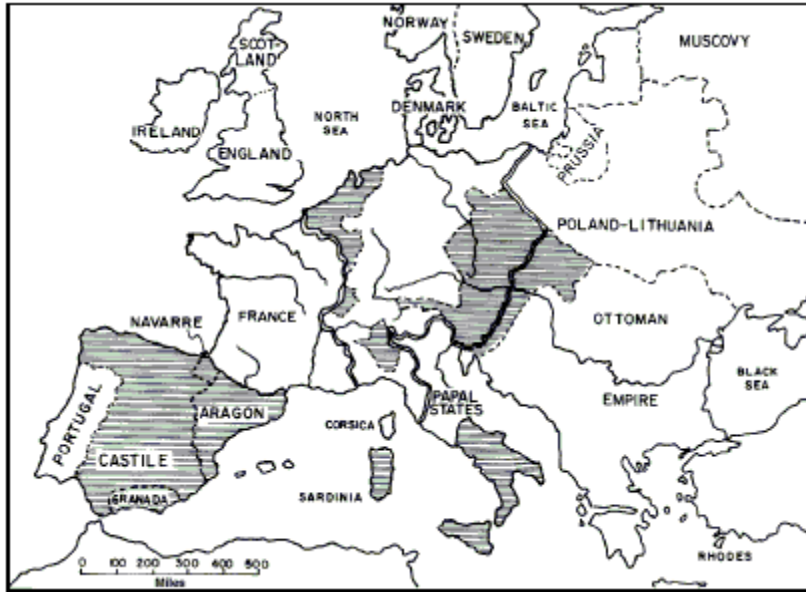 NORWAY
SWEDEN
MUSCOVY
SCOT-
LAND
NORTH
SEA
DENMARK
BALTIC
SEA
IRELAND
ENGLAND
PRUSSIA
POLAND-LITHUANIA
NAVARRE
FRANCE
OTTOMAN
EMPIRE
BLACK
SEA
PORTUGAL
ARAGON
CORSICA
PAPAL
STATES
CASTILE
GRANADA
SARDINIA
RHODES
0 100 200 300 400 500
Miles